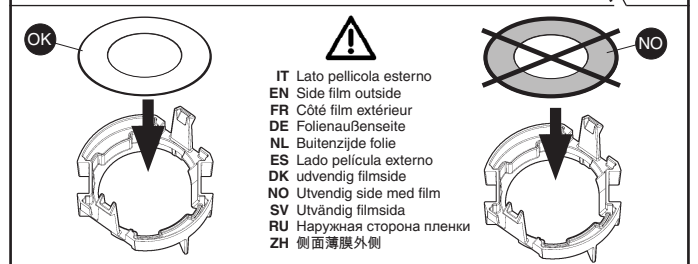 OK
NO
IT Lato pellicola esterno
EN Side film outside
FR Côté film extérieur
DE Folienaußenseite
NL Buitenzijde folie
ES Lado película externo
DK udvendig filmside
NO Utvendig side med film
SV Utvändig filmsida
RU Наружная сторона пленки
ZH 侧面薄膜外侧